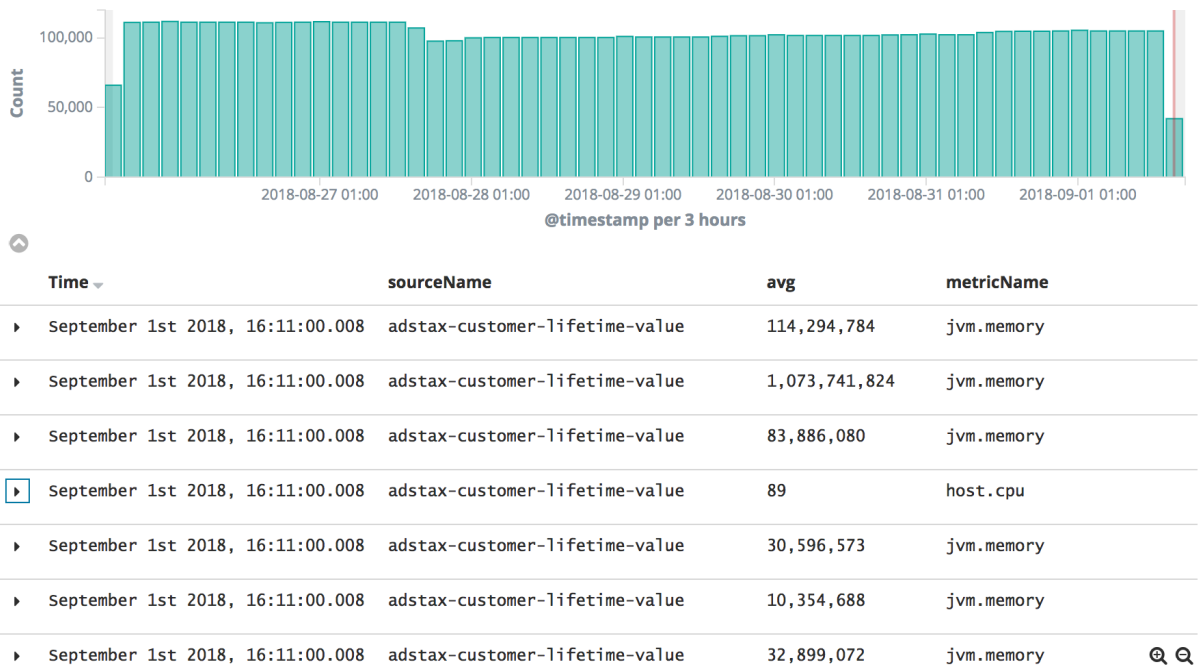 100,000
50,000
0
Count
2018-08-27 01:00 2018-08-28 01:00 2018-08-29 01:00 2018-08-30 01:00 2018-08-31 01:00 2018-09-01 01:00
@timestamp per 3 hours
Time sourceName avg metricName
September 1st 2018, 16:11:00.008 adstax-customer-lifetime-value 114,294,784 jvm.memory
September 1st 2018, 16:11:00.008 adstax-customer-lifetime-value 1,073,741,824 jvm.memory
September 1st 2018, 16:11:00.008 adstax-customer-lifetime-value 83,886,080 jvm.memory
September 1st 2018, 16:11:00.008 adstax-customer-lifetime-value 89 host.cpu
September 1st 2018, 16:11:00.008 adstax-customer-lifetime-value 30,596,573 jvm.memory
September 1st 2018, 16:11:00.008 adstax-customer-lifetime-value 10,354,688 jvm.memory
September 1st 2018, 16:11:00.008 adstax-customer-lifetime-value 32,899,072 jvm.memory